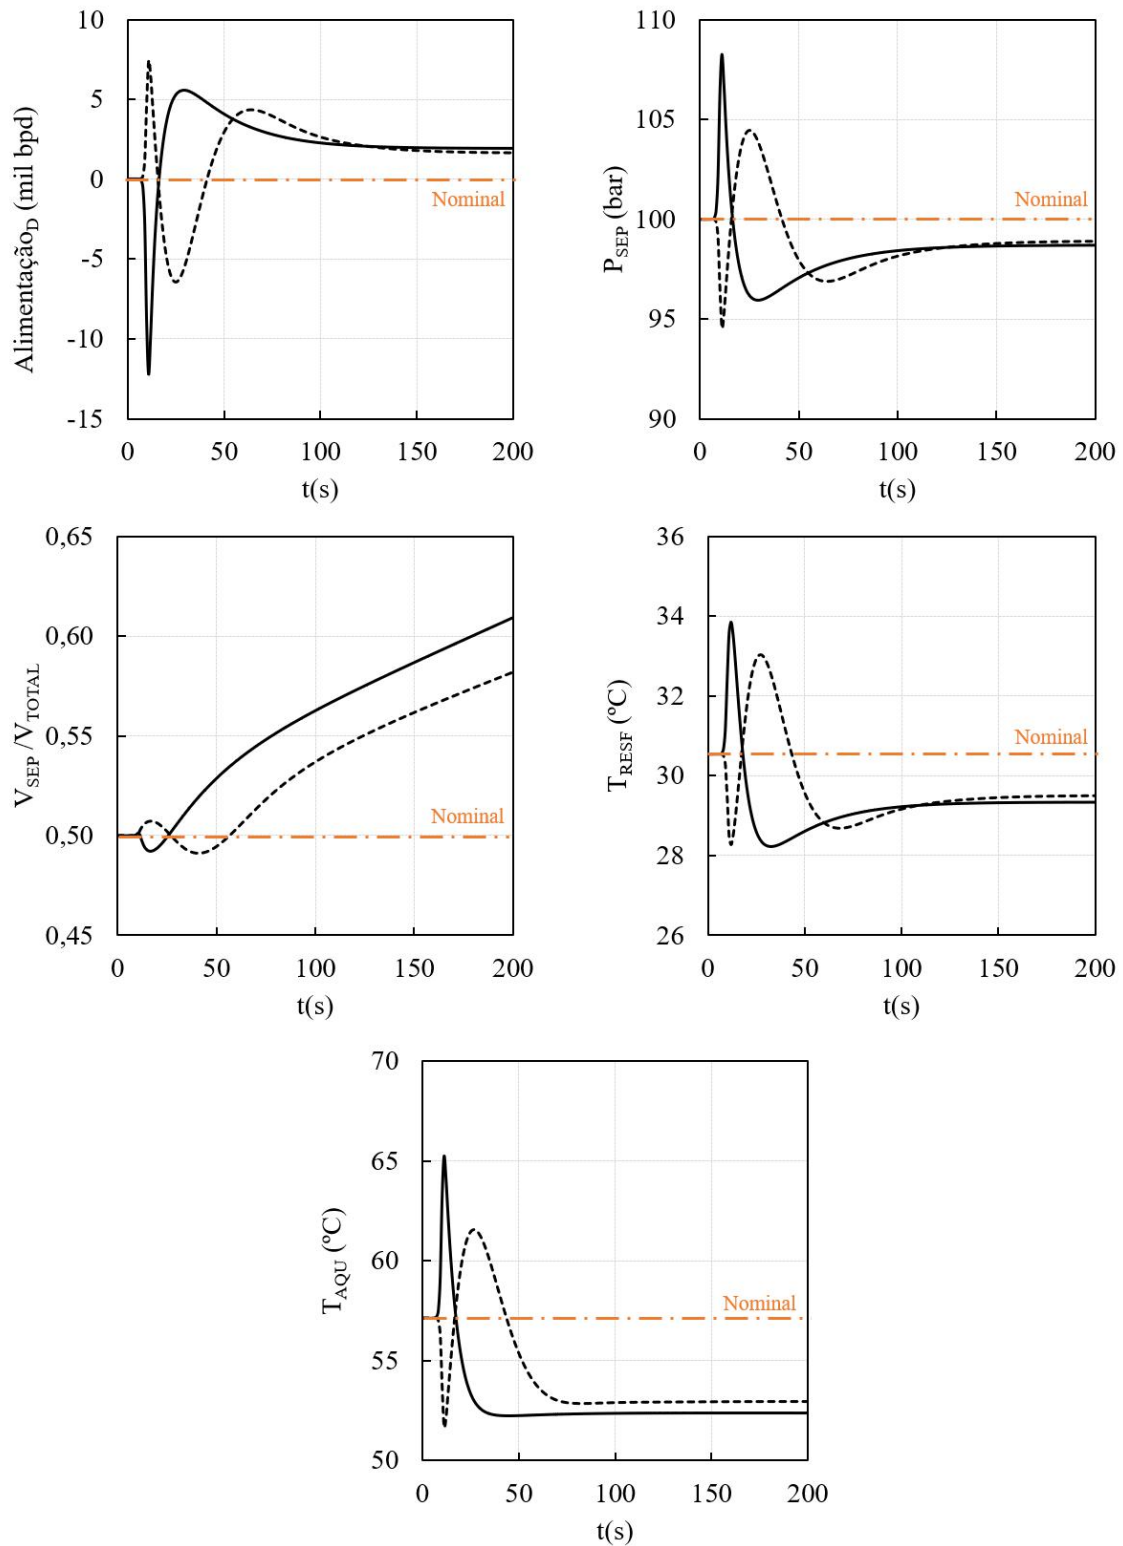 Alimentação_D (mil bpd)
10
5
0
-5
-10
-15
Nominal
0 50 100 150 200
t(s)
P_SEP (bar)
110
105
100
95
90
Nominal
0 50 100 150 200
t(s)
V_SEP /V_TOTAL
0,65
0,60
0,55
0,50
0,45
Nominal
0 50 100 150 200
t(s)
T_RESF (ºC)
36
34
32
30
28
26
Nominal
0 50 100 150 200
t(s)
T_AQU (ºC)
70
65
60
55
50
Nominal
0 50 100 150 200
t(s)